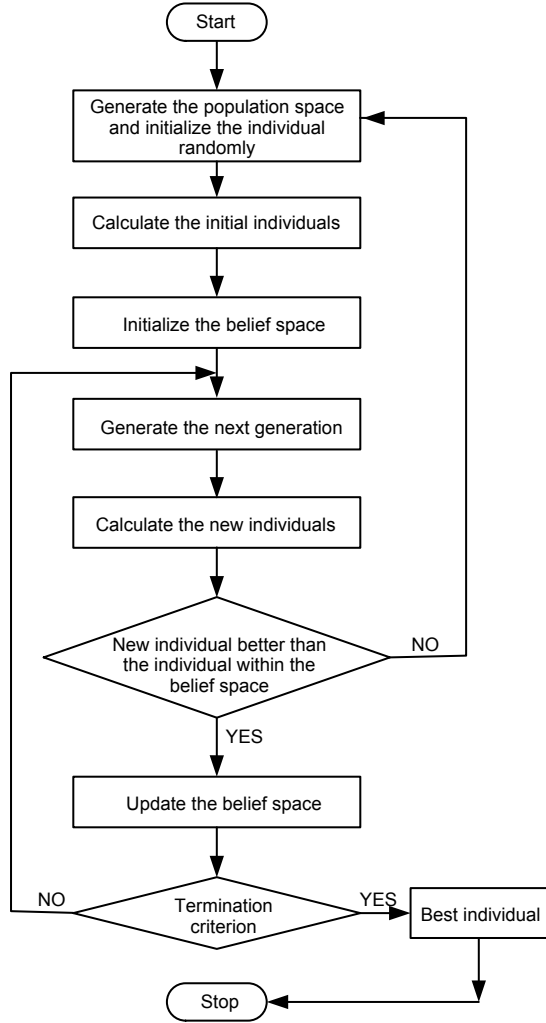 Start
Generate the population space
and initialize the individual
randomly
Calculate the initial individuals
Initialize the belief space
Generate the next generation
Calculate the new individuals
New individual better than
the individual within the
belief space
NO
YES
Update the belief space
NO
Termination
criterion
YES
Best individual
Stop